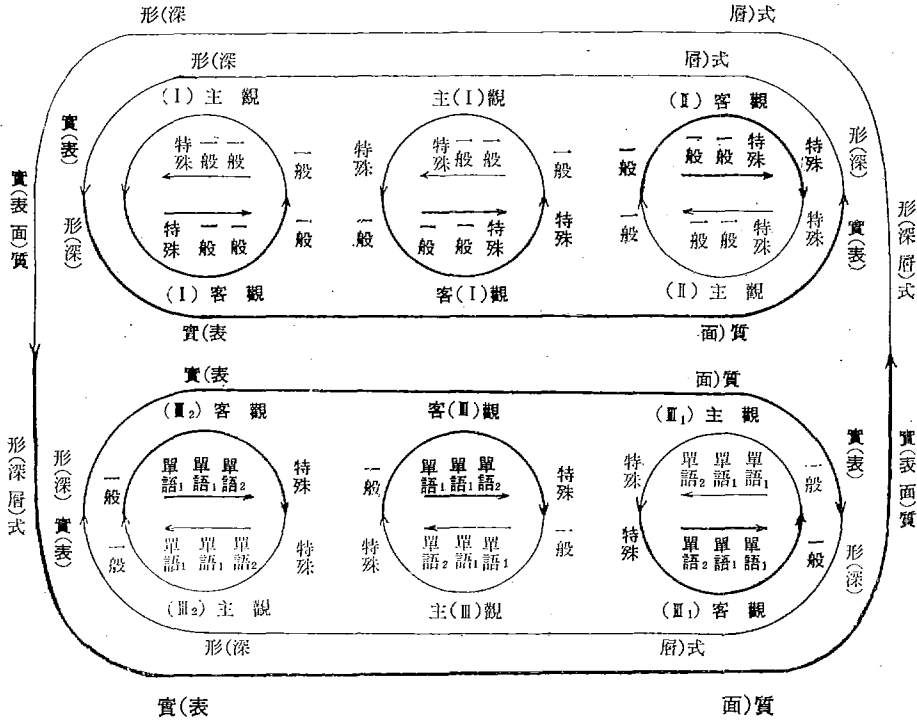 形(深 層)式
形(深 層)式
(Ⅰ) 主 觀 主(Ⅰ)觀 (Ⅱ) 客 觀
實(表) 形(深)
特殊 一般 一般 一般 特殊 特殊 一般 一般 一般 一般 一般 一般 特殊 特殊
實(表面)質 形(深層)式
形(深) 特殊 一般 一般 一般 一般 一般 一般 特殊 特殊 一般 一般 一般 特殊 特殊 實(表)
(Ⅰ) 客 觀 客(Ⅰ)觀 (Ⅱ) 主 觀
實(表 面)質
實(表 面)質
(Ⅲ₂) 客 觀 客(Ⅲ)觀 (Ⅲ₁) 主 觀
形(深) 實(表)
一般 單語₁ 單語₁ 單語₂ 特殊 一般 單語₁ 單語₁ 單語₂ 特殊 特殊 單語₂ 單語₁ 單語₁ 一般
形(深層)式 實(表面)質
實(表) 一般 單語₁ 單語₁ 單語₂ 特殊 特殊 單語₂ 單語₁ 單語₁ 一般 特殊 單語₂ 單語₁ 單語₁ 一般 形(深)
(Ⅲ₂) 主 觀 主(Ⅲ)觀 (Ⅲ₁) 客 觀
形(深 層)式
實(表 面)質